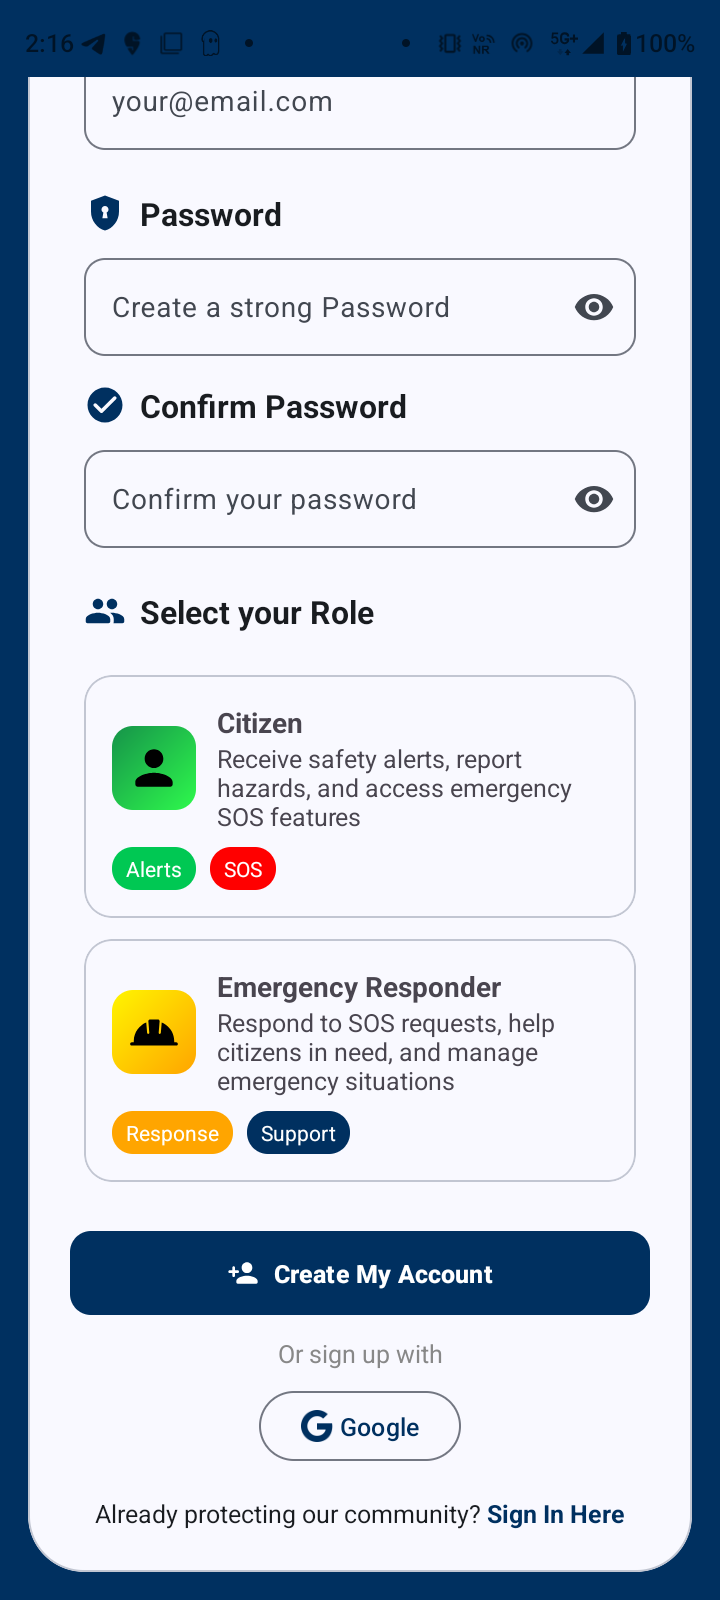 2:16
Vo
NR
5G+
100%
your@email.com
Password
Create a strong Password
Confirm Password
Confirm your password
Select your Role
Citizen
Receive safety alerts, report
hazards, and access emergency
SOS features
Alerts SOS
Emergency Responder
Respond to SOS requests, help
citizens in need, and manage
emergency situations
Response Support
Create My Account
Or sign up with
Google
Already protecting our community? Sign In Here